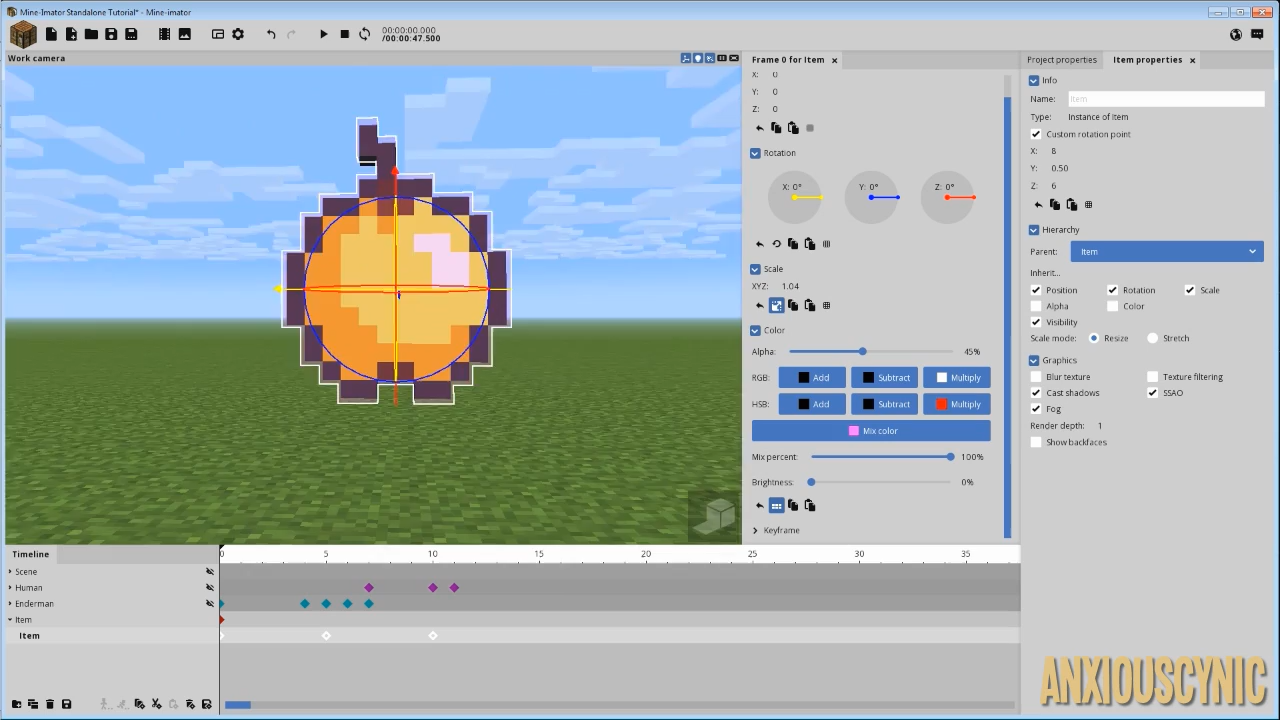 Mine-Imator Standalone Tutorial* - Mine-imator
00:00:00.000
/00:00:47.500
Work camera
Frame 0 for Item
X: 0
Y: 0
Z: 0
Rotation
X: 0° Y: 0° Z: 0°
Scale
XYZ: 1.04
Color
Alpha: 45%
RGB: Add Subtract Multiply
HSB: Add Subtract Multiply
Mix color
Mix percent: 100%
Brightness: 0%
Keyframe
Project properties Item properties
Info
Name: Item
Type: Instance of Item
Custom rotation point
X: 8
Y: 0.50
Z: 6
Hierarchy
Parent: Item
Inherit...
Position Rotation Scale
Alpha Color
Visibility
Scale mode: Resize Stretch
Graphics
Blur texture Texture filtering
Cast shadows SSAO
Fog
Render depth: 1
Show backfaces
Timeline
0 5 10 15 20 25 30 35
Scene
Human
Enderman
Item
Item
ANXIOUSCYNIC